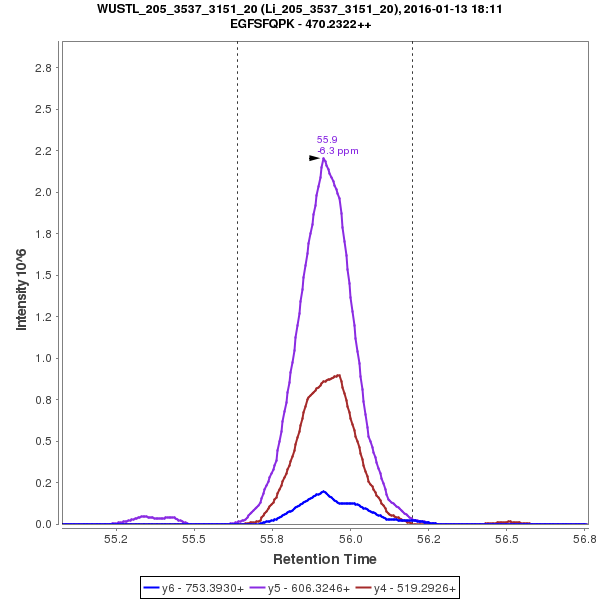 WUSTL_205_3537_3151_20 (Li_205_3537_3151_20), 2016-01-13 18:11
EGFSFQPK - 470.2322++
55.9
-6.3 ppm
2.8
2.5
2.2
2.0
1.8
1.5
1.2
1.0
0.8
0.5
0.2
0.0
Intensity 10^6
55.2
55.5
55.8
56.0
56.2
56.5
56.8
Retention Time
y6 - 753.3930+
y5 - 606.3246+
y4 - 519.2926+